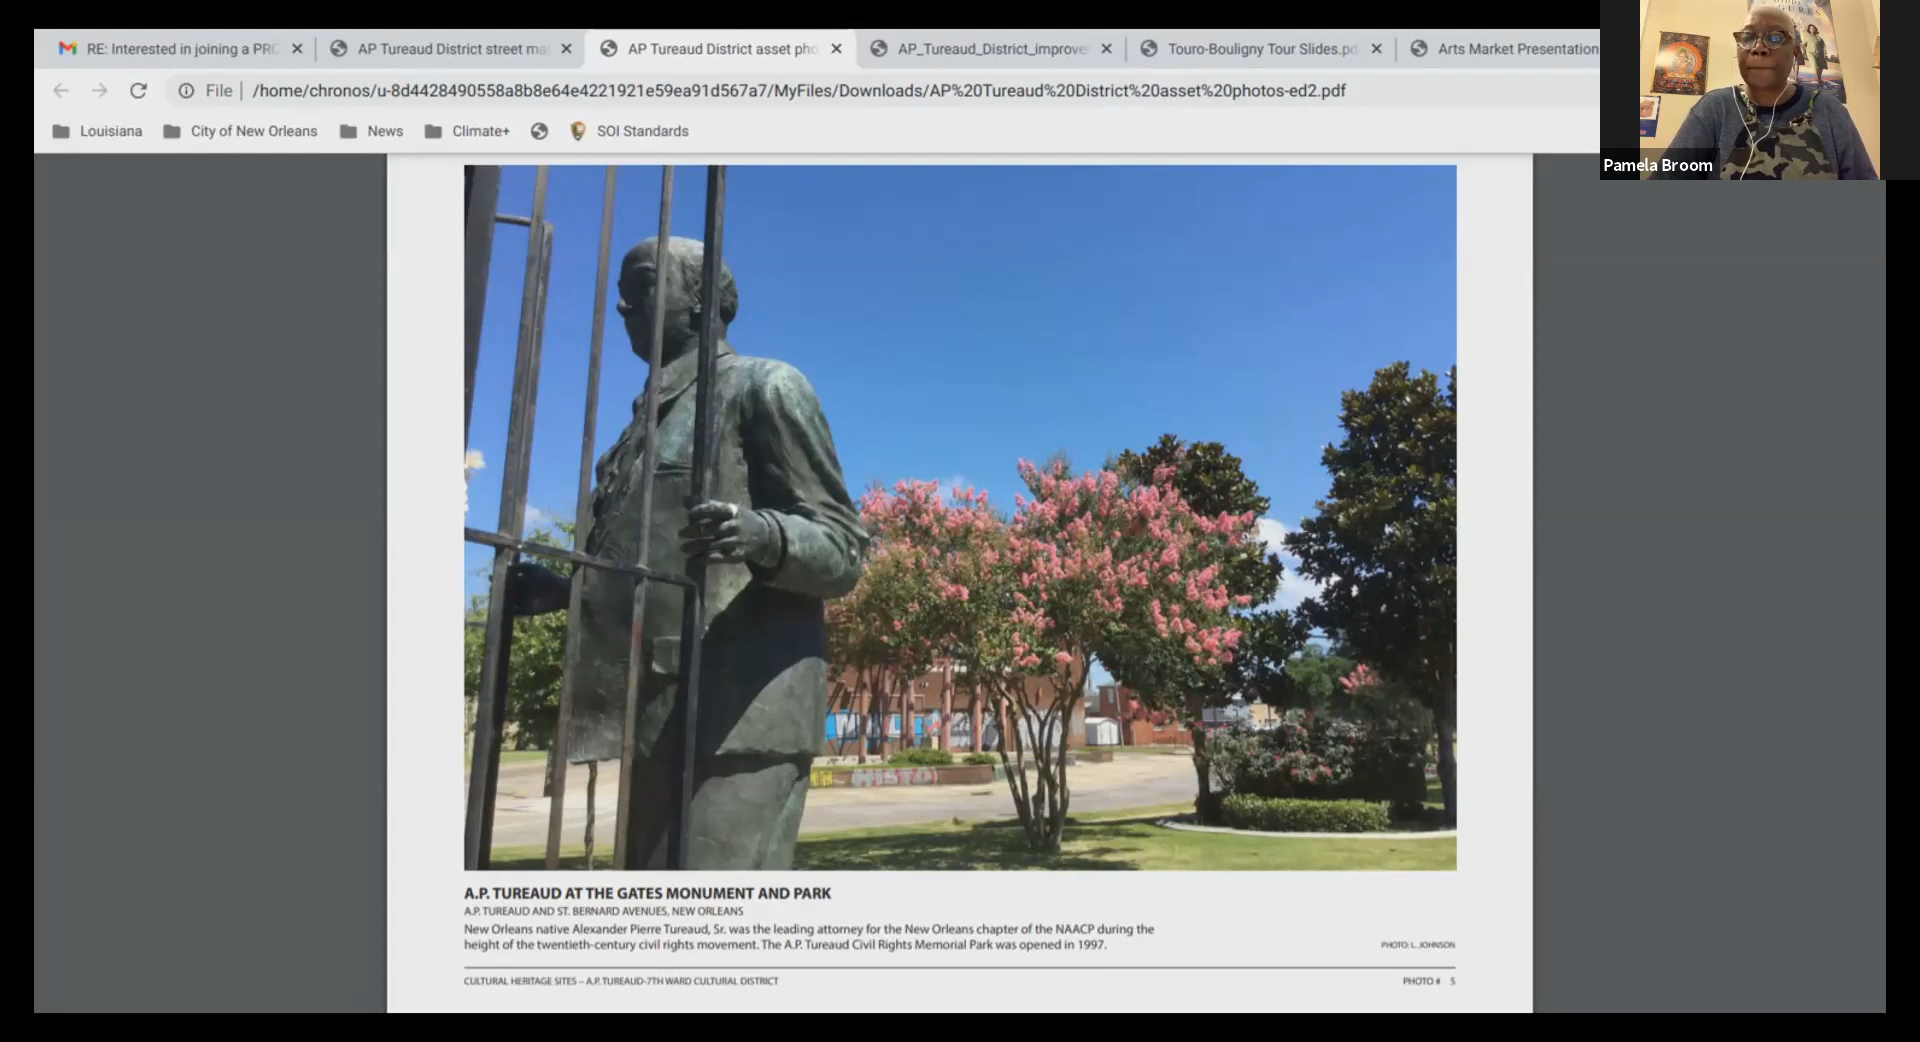 RE: Interested in joining a PRC
AP Tureaud District street ma
AP Tureaud District asset pho
AP_Tureaud_District_improve
Touro-Bouligny Tour Slides.pd
Arts Market Presentation
File | /home/chronos/u-8d4428490558a8b8e64e4221921e59ea91d567a7/MyFiles/Downloads/AP%20Tureaud%20District%20asset%20photos-ed2.pdf
Louisiana
City of New Orleans
News
Climate+
SOI Standards
Pamela Broom
A.P. TUREAUD AT THE GATES MONUMENT AND PARK
A.P. TUREAUD AND ST. BERNARD AVENUES, NEW ORLEANS
New Orleans native Alexander Pierre Tureaud, Sr. was the leading attorney for the New Orleans chapter of the NAACP during the
height of the twentieth-century civil rights movement. The A.P. Tureaud Civil Rights Memorial Park was opened in 1997.
PHOTO: L. JOHNSON
CULTURAL HERITAGE SITES – A.P. TUREAUD-7TH WARD CULTURAL DISTRICT
PHOTO # 5